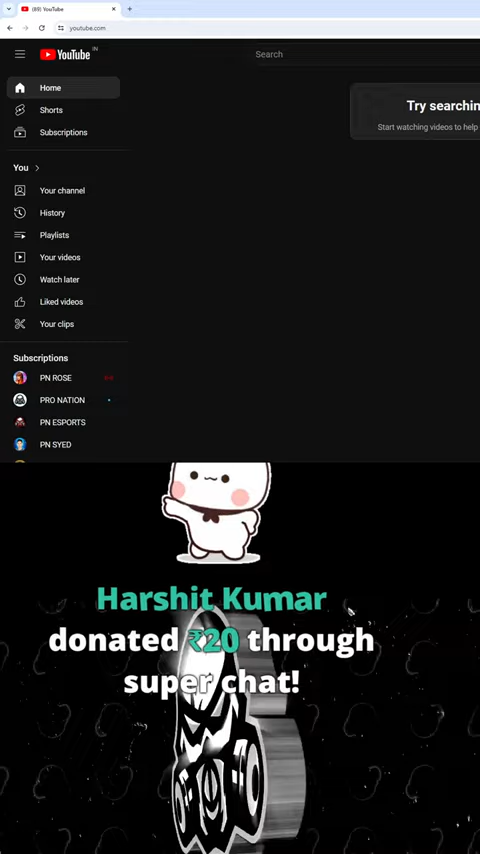 (89) YouTube
youtube.com
YouTube IN
Search
Home
Shorts
Subscriptions
Try searchin
Start watching videos to help
You
Your channel
History
Playlists
Your videos
Watch later
Liked videos
Your clips
Subscriptions
PN ROSE
PRO NATION
PN ESPORTS
PN SYED
Harshit Kumar
donated ₹20 through
super chat!